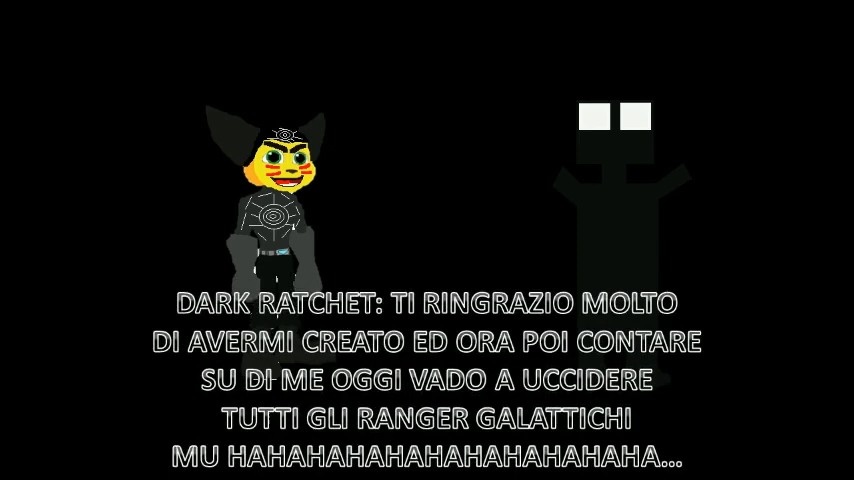 DARK RATCHET: TI RINGRAZIO MOLTO
DI AVERMI CREATO ED ORA POI CONTARE
SU DI ME OGGI VADO A UCCIDERE
TUTTI GLI RANGER GALATTICHI
MU HAHAHAHAHAHAHAHAHAHAHA...